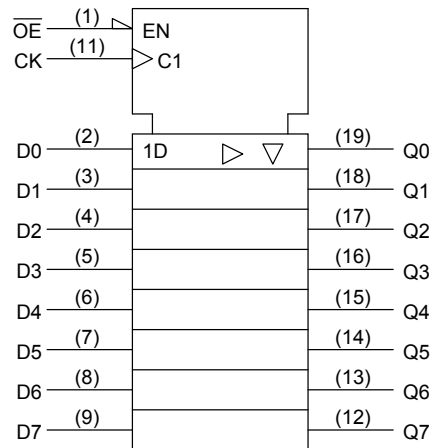 O̅E̅ (1) EN
CK (11) C1
D0 (2) 1D (19) Q0
D1 (3) (18) Q1
D2 (4) (17) Q2
D3 (5) (16) Q3
D4 (6) (15) Q4
D5 (7) (14) Q5
D6 (8) (13) Q6
D7 (9) (12) Q7